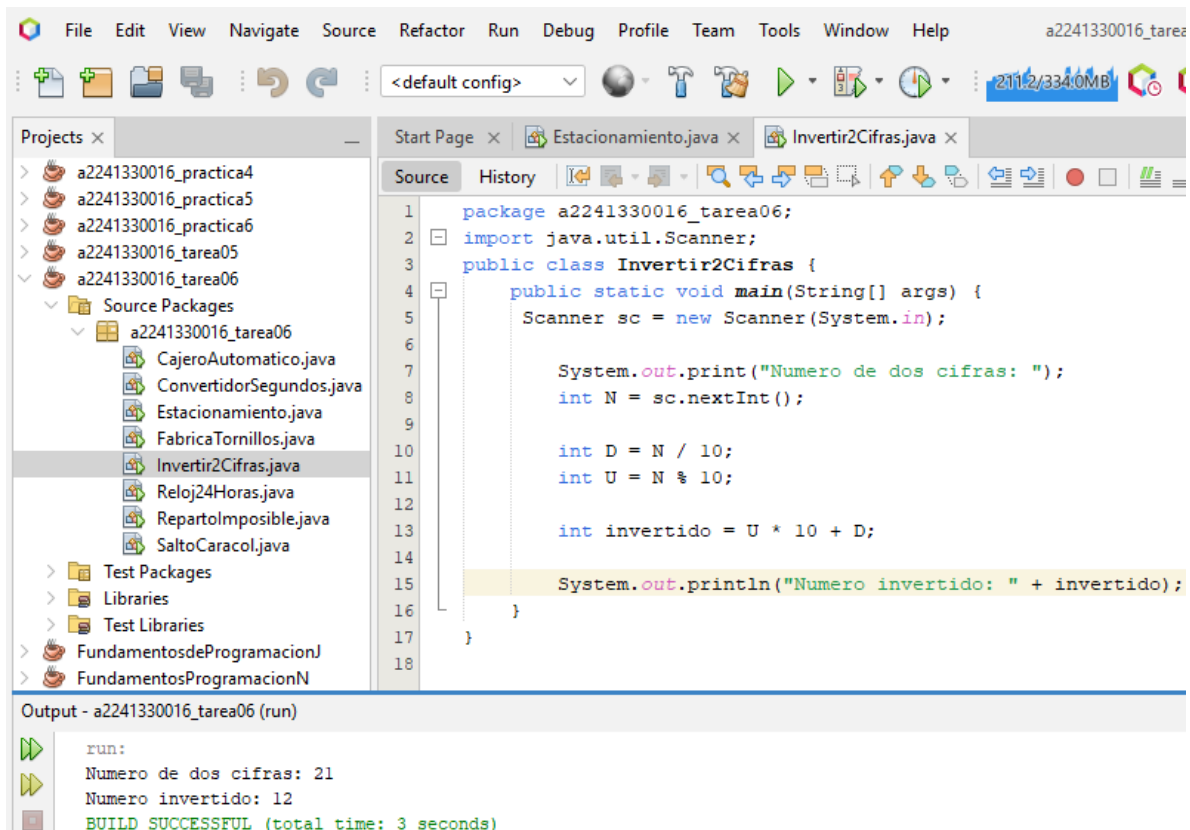 File Edit View Navigate Source Refactor Run Debug Profile Team Tools Window Help a2241330016_tarea
<default config> 211.2/334.0MB
Projects
a2241330016_practica4
a2241330016_practica5
a2241330016_practica6
a2241330016_tarea05
a2241330016_tarea06
Source Packages
a2241330016_tarea06
CajeroAutomatico.java
ConvertidorSegundos.java
Estacionamiento.java
FabricaTornillos.java
Invertir2Cifras.java
Reloj24Horas.java
RepartoImposible.java
SaltoCaracol.java
Test Packages
Libraries
Test Libraries
FundamentosdeProgramacionJ
FundamentosProgramacionN
Start Page Estacionamiento.java Invertir2Cifras.java
Source History
1 package a2241330016_tarea06;
2 import java.util.Scanner;
3 public class Invertir2Cifras {
4 public static void main(String[] args) {
5 Scanner sc = new Scanner(System.in);
6
7 System.out.print("Numero de dos cifras: ");
8 int N = sc.nextInt();
9
10 int D = N / 10;
11 int U = N % 10;
12
13 int invertido = U * 10 + D;
14
15 System.out.println("Numero invertido: " + invertido);
16 }
17 }
18
Output - a2241330016_tarea06 (run)
run:
Numero de dos cifras: 21
Numero invertido: 12
BUILD SUCCESSFUL (total time: 3 seconds)